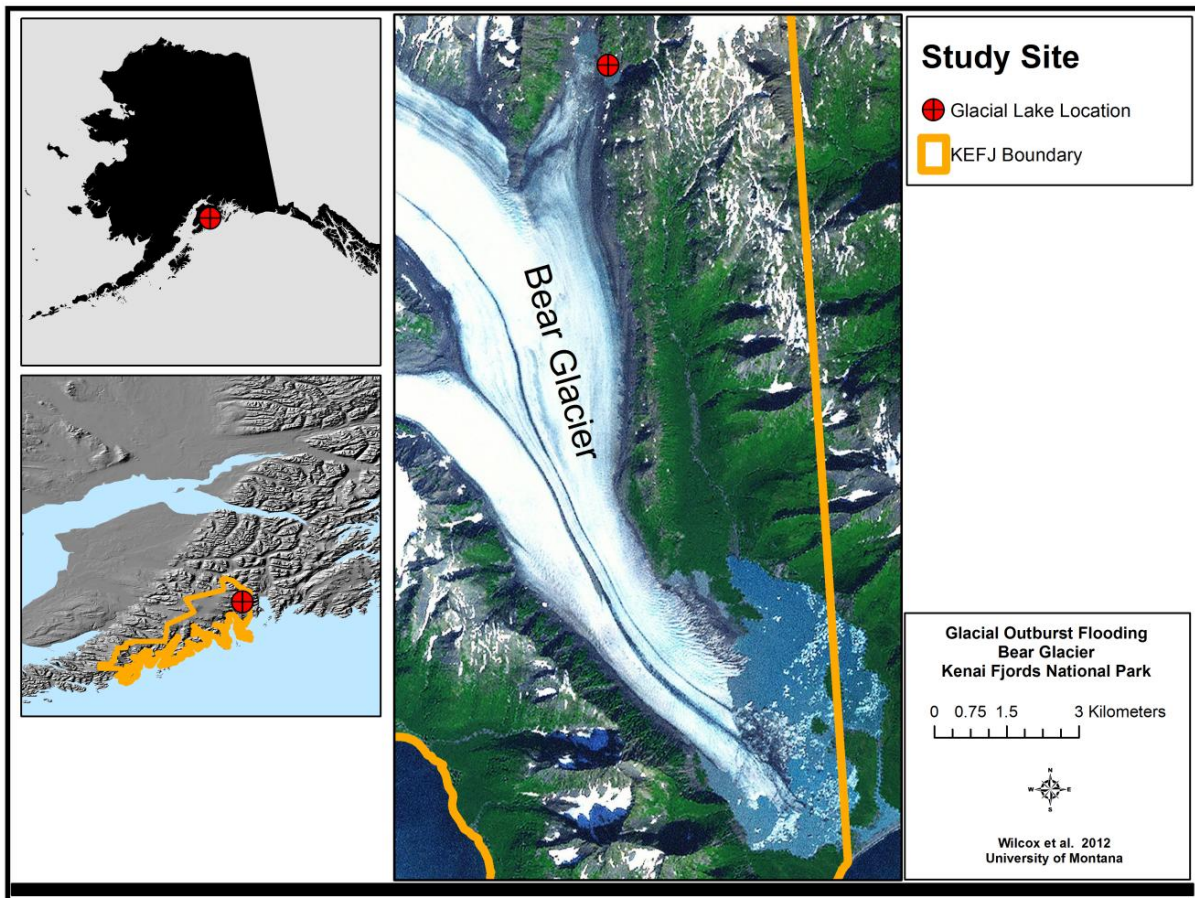 Bear Glacier
Study Site
Glacial Lake Location
KEFJ Boundary
Glacial Outburst Flooding
Bear Glacier
Kenai Fjords National Park
0 0.75 1.5 3 Kilometers
N
W E
S
Wilcox et al. 2012
University of Montana